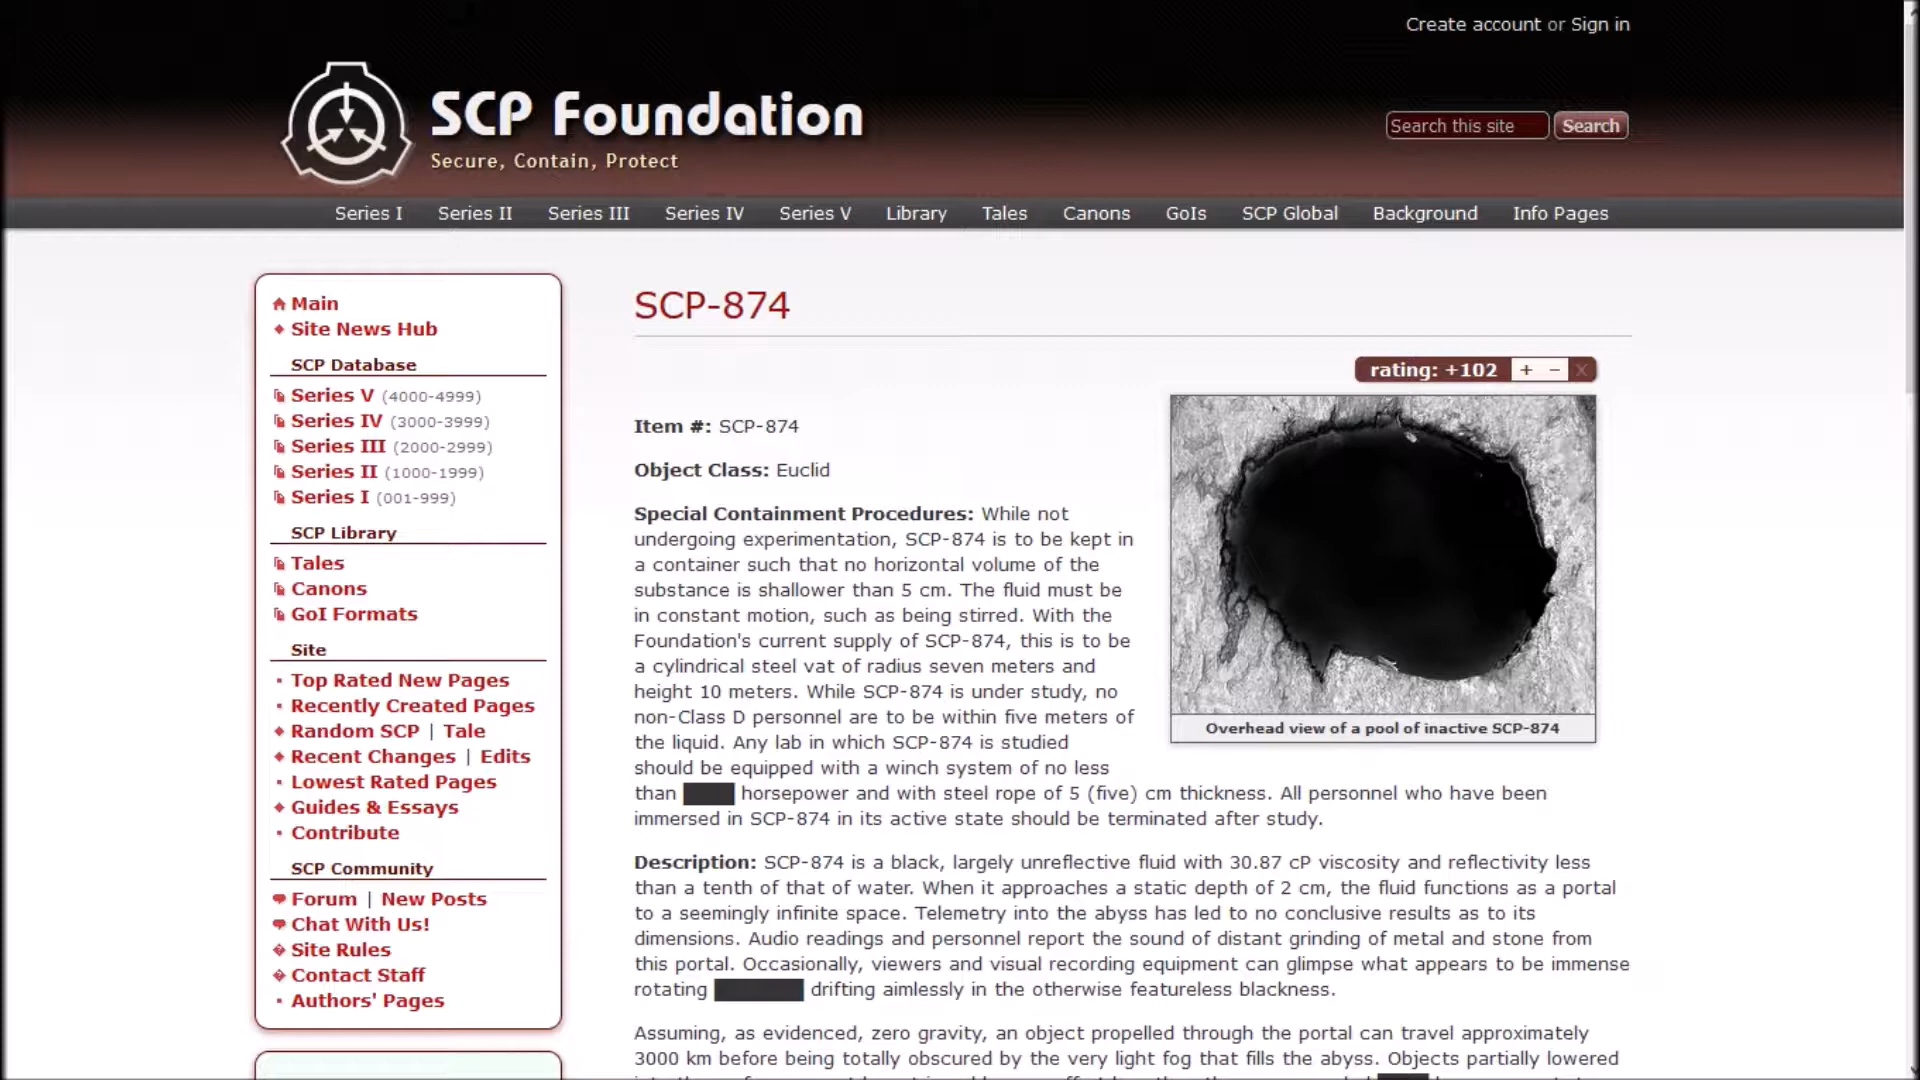 Create account or Sign in
SCP Foundation
Secure, Contain, Protect
Search this site
Search
Series I
Series II
Series III
Series IV
Series V
Library
Tales
Canons
GoIs
SCP Global
Background
Info Pages
Main
Site News Hub
SCP Database
Series V (4000-4999)
Series IV (3000-3999)
Series III (2000-2999)
Series II (1000-1999)
Series I (001-999)
SCP Library
Tales
Canons
GoI Formats
Site
Top Rated New Pages
Recently Created Pages
Random SCP | Tale
Recent Changes | Edits
Lowest Rated Pages
Guides & Essays
Contribute
SCP Community
Forum | New Posts
Chat With Us!
Site Rules
Contact Staff
Authors' Pages
SCP-874
rating: +102 + − X
Item #: SCP-874
Object Class: Euclid
Special Containment Procedures: While not
undergoing experimentation, SCP-874 is to be kept in
a container such that no horizontal volume of the
substance is shallower than 5 cm. The fluid must be
in constant motion, such as being stirred. With the
Foundation's current supply of SCP-874, this is to be
a cylindrical steel vat of radius seven meters and
height 10 meters. While SCP-874 is under study, no
non-Class D personnel are to be within five meters of
the liquid. Any lab in which SCP-874 is studied
should be equipped with a winch system of no less
than ████ horsepower and with steel rope of 5 (five) cm thickness. All personnel who have been
immersed in SCP-874 in its active state should be terminated after study.
Overhead view of a pool of inactive SCP-874
Description: SCP-874 is a black, largely unreflective fluid with 30.87 cP viscosity and reflectivity less
than a tenth of that of water. When it approaches a static depth of 2 cm, the fluid functions as a portal
to a seemingly infinite space. Telemetry into the abyss has led to no conclusive results as to its
dimensions. Audio readings and personnel report the sound of distant grinding of metal and stone from
this portal. Occasionally, viewers and visual recording equipment can glimpse what appears to be immense
rotating ███████ drifting aimlessly in the otherwise featureless blackness.
Assuming, as evidenced, zero gravity, an object propelled through the portal can travel approximately
3000 km before being totally obscured by the very light fog that fills the abyss. Objects partially lowered